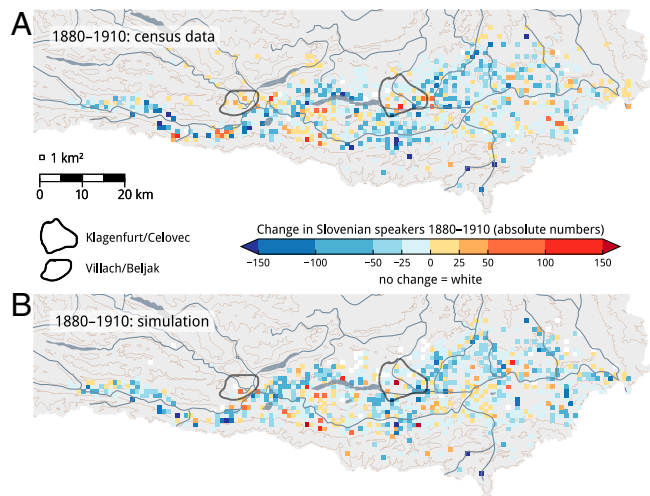 A
1880–1910: census data
1 km²
0 10 20 km
Klagenfurt/Celovec
Villach/Beljak
Change in Slovenian speakers 1880–1910 (absolute numbers)
−150 −100 −50 −25 0 25 50 100 150
no change = white
B
1880–1910: simulation